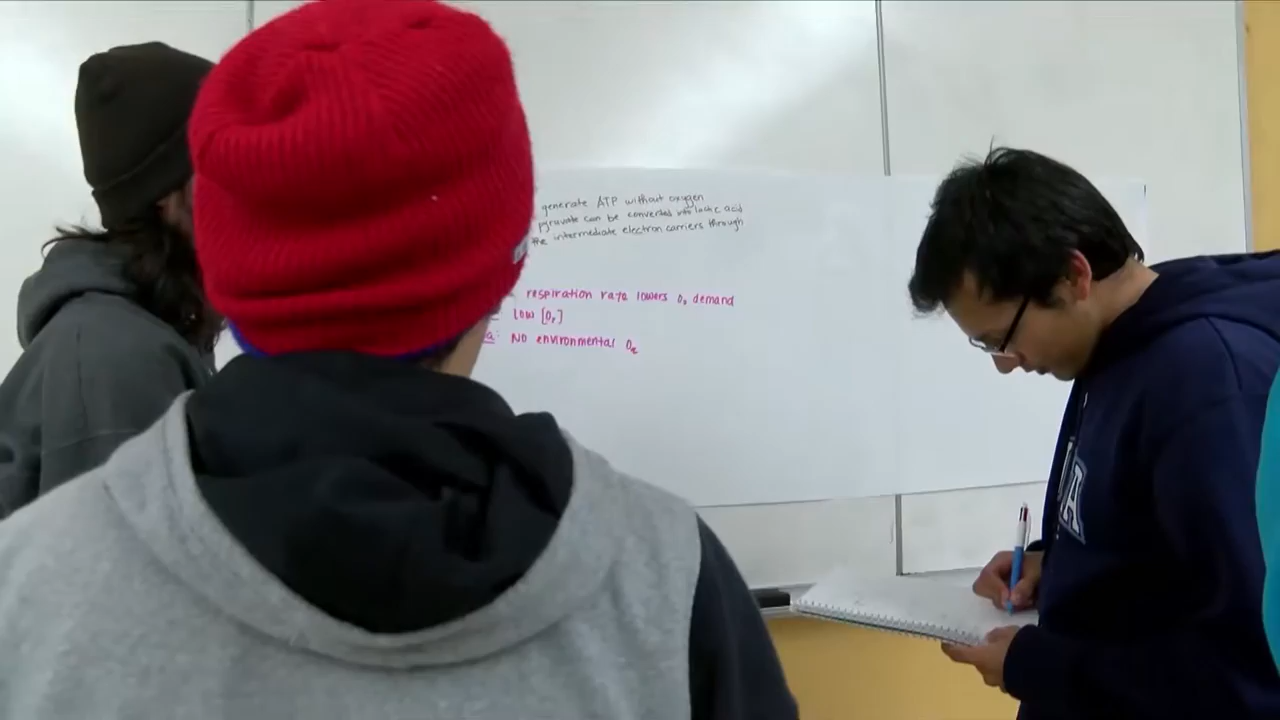 generate ATP without oxygen
pyruvate can be converted into lactic acid
the intermediate electron carriers through
respiration rate lowers O₂ demand
low [O₂]
a: NO environmental O₂
A